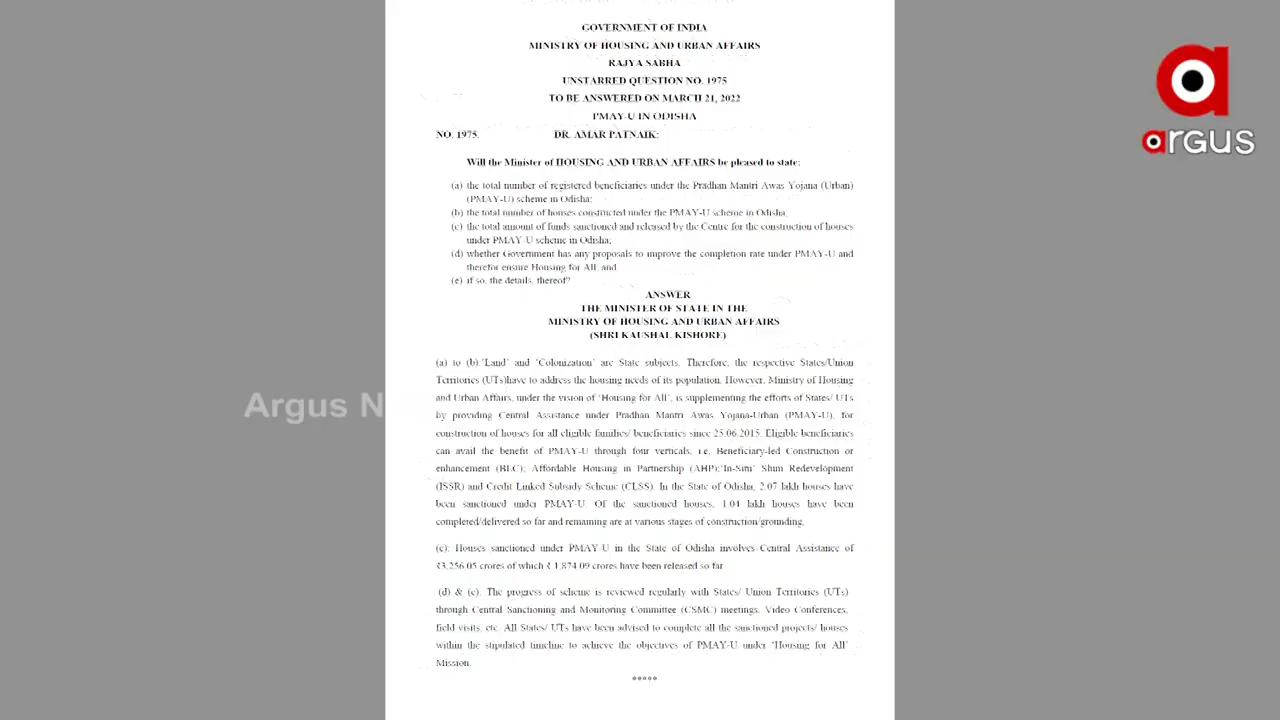 GOVERNMENT OF INDIA
MINISTRY OF HOUSING AND URBAN AFFAIRS
RAJYA SABHA
UNSTARRED QUESTION NO. 1975
TO BE ANSWERED ON MARCH 21, 2022
PMAY-U IN ODISHA
NO. 1975. DR. AMAR PATNAIK:
Will the Minister of HOUSING AND URBAN AFFAIRS be pleased to state:
(a) the total number of registered beneficiaries under the Pradhan Mantri Awas Yojana (Urban)
(PMAY-U) scheme in Odisha;
(b) the total number of houses constructed under the PMAY-U scheme in Odisha;
(c) the total amount of funds sanctioned and released by the Centre for the construction of houses
under PMAY-U scheme in Odisha;
(d) whether Government has any proposals to improve the completion rate under PMAY-U and
therefor ensure Housing for All; and
(e) if so, the details, thereof?
ANSWER
THE MINISTER OF STATE IN THE
MINISTRY OF HOUSING AND URBAN AFFAIRS
(SHRI KAUSHAL KISHORE)
(a) to (b):'Land' and 'Colonization' are State subjects. Therefore, the respective States/Union
Territories (UTs)have to address the housing needs of its population. However, Ministry of Housing
and Urban Affairs, under the vision of 'Housing for All', is supplementing the efforts of States/ UTs
by providing Central Assistance under Pradhan Mantri Awas Yojana-Urban (PMAY-U), for
construction of houses for all eligible families/ beneficiaries since 25.06.2015. Eligible beneficiaries
can avail the benefit of PMAY-U through four verticals, i.e. Beneficiary-led Construction or
enhancement (BLC); Affordable Housing in Partnership (AHP);'In-Situ' Slum Redevelopment
(ISSR) and Credit Linked Subsidy Scheme (CLSS). In the State of Odisha, 2.07 lakh houses have
been sanctioned under PMAY-U. Of the sanctioned houses, 1.04 lakh houses have been
completed/delivered so far and remaining are at various stages of construction/grounding.
(c): Houses sanctioned under PMAY-U in the State of Odisha involves Central Assistance of
₹3,256.05 crores of which ₹ 1,874.09 crores have been released so far
(d) & (e). The progress of scheme is reviewed regularly with States/ Union Territories (UTs)
through Central Sanctioning and Monitoring Committee (CSMC) meetings, Video Conferences,
field visits, etc. All States/ UTs have been advised to complete all the sanctioned projects/ houses
within the stipulated timeline to achieve the objectives of PMAY-U under 'Housing for All'
Mission.
*****
Argus N
argus